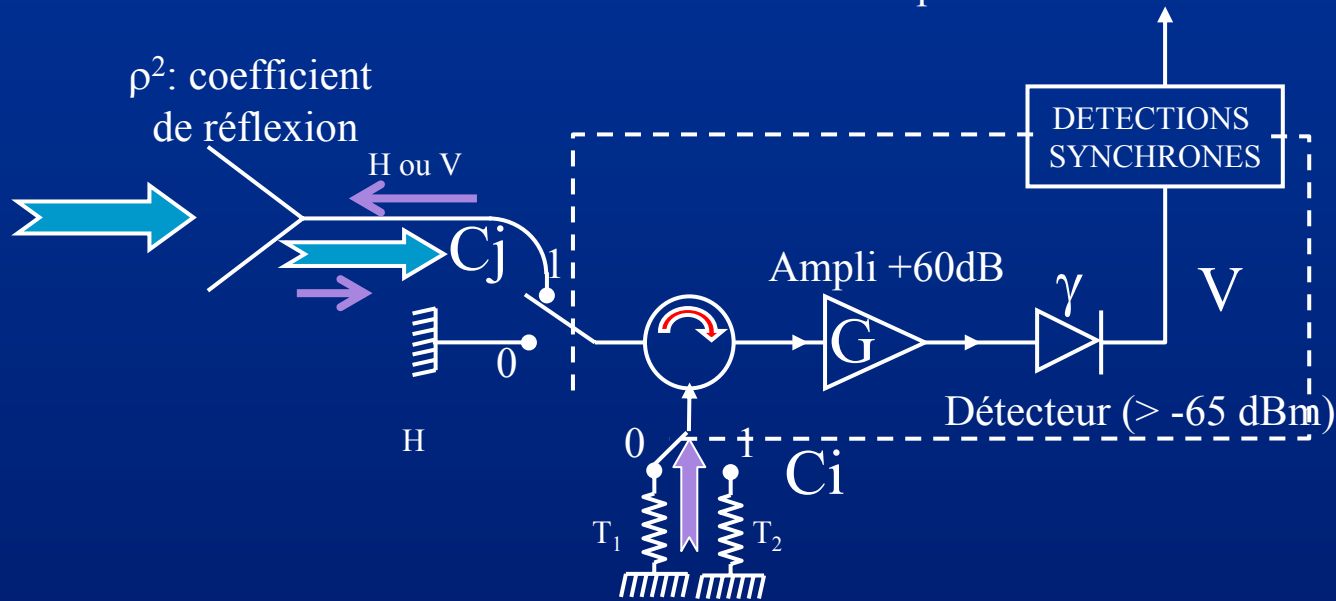 ρ²: coefficient
de réflexion
H ou V
DETECTIONS
SYNCHRONES
Cj
1
Ampli +60dB
γ
V
0
G
Détecteur (> -65 dBm)
H
0
1
Ci
T₁
T₂